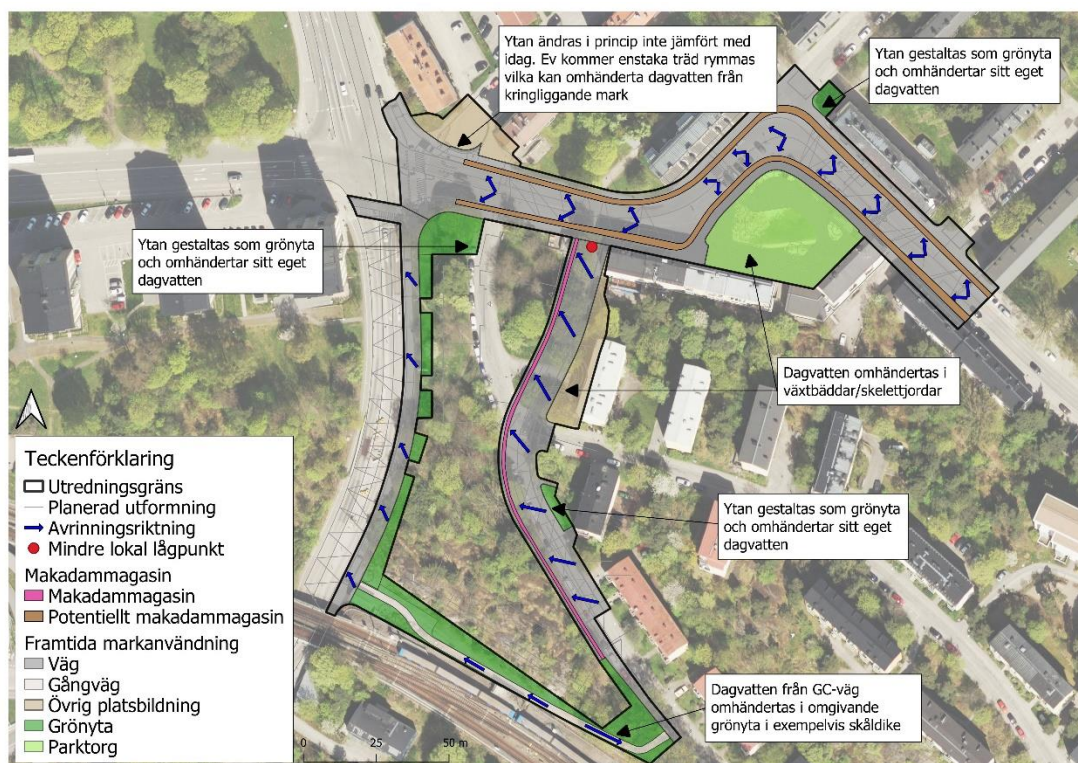 Ytan ändras i princip inte jämfört med
idag. Ev kommer enstaka träd rymmas
vilka kan omhänderta dagvatten från
kringliggande mark
Ytan gestaltas som grönyta
och omhändertar sitt eget
dagvatten
Ytan gestaltas som grönyta
och omhändertar sitt eget
dagvatten
Dagvatten omhändertas i
växtbäddar/skelettjordar
Ytan gestaltas som grönyta
och omhändertar sitt eget
dagvatten
Dagvatten från GC-väg
omhändertas i omgivande
grönyta i exempelvis skåldike
Teckenförklaring
Utredningsgräns
Planerad utformning
Avrinningsriktning
Mindre lokal lågpunkt
Makadammagasin
Makadammagasin
Potentiellt makadammagasin
Framtida markanvändning
Väg
Gångväg
Övrig platsbildning
Grönyta
Parktorg
0 25 50 m